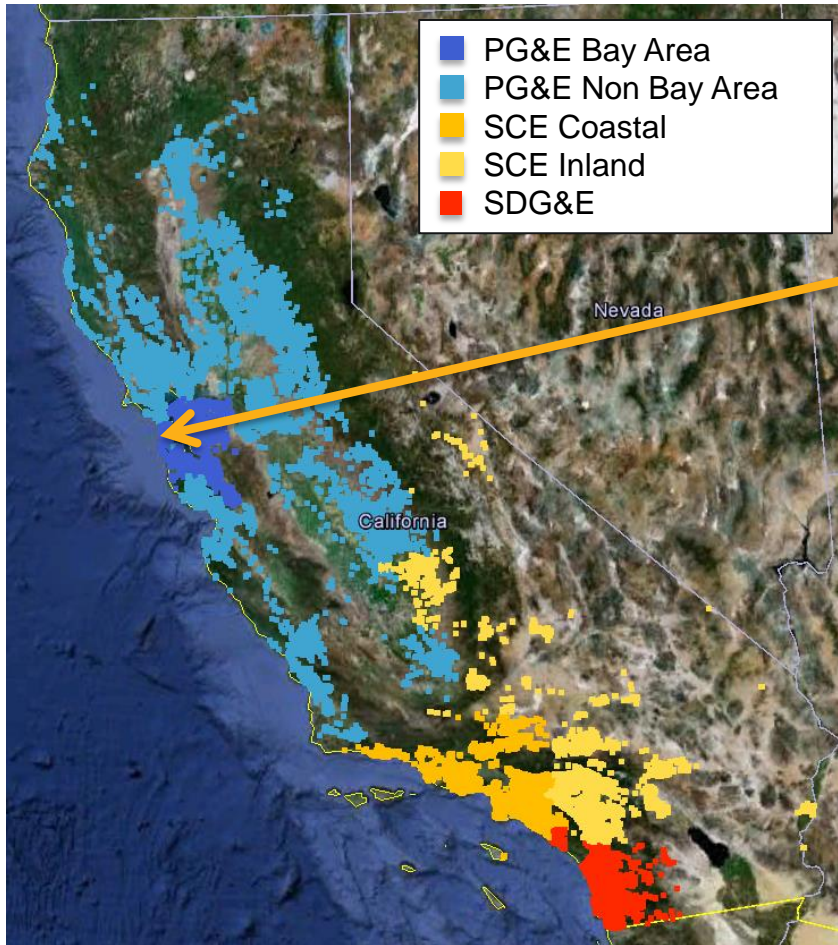 PG&E Bay Area
PG&E Non Bay Area
SCE Coastal
SCE Inland
SDG&E
Nevada
California